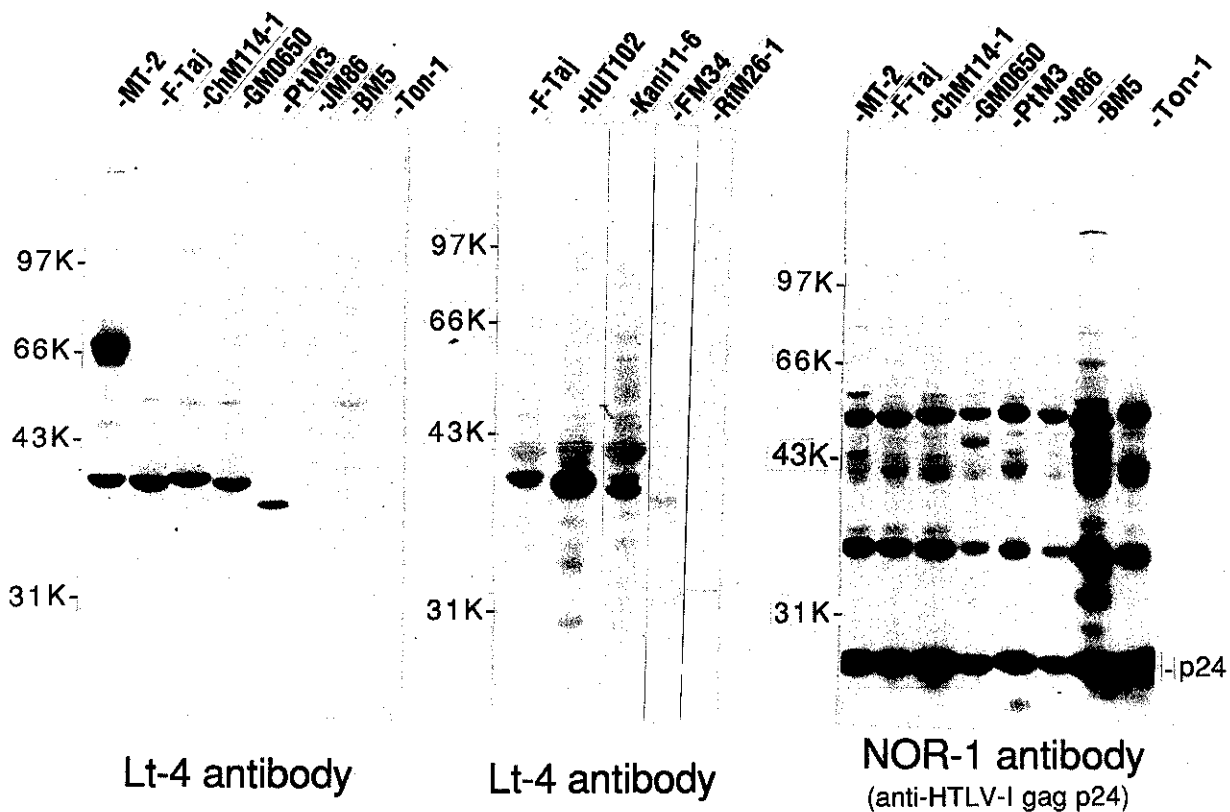 -MT-2
-F-Taj
-ChM114-1
-GM0650
-PtM3
-JM86
-BM5
-Ton-1
97K-
66K-
43K-
31K-
Lt-4 antibody
-F-Taj
-HUT102
-Kani11-6
-FM34
-RfM26-1
97K-
66K-
43K-
31K-
Lt-4 antibody
-MT-2
-F-Taj
-ChM114-1
-GM0650
-PtM3
-JM86
-BM5
-Ton-1
97K-
66K-
43K-
31K-
-p24
NOR-1 antibody
(anti-HTLV-I gag p24)